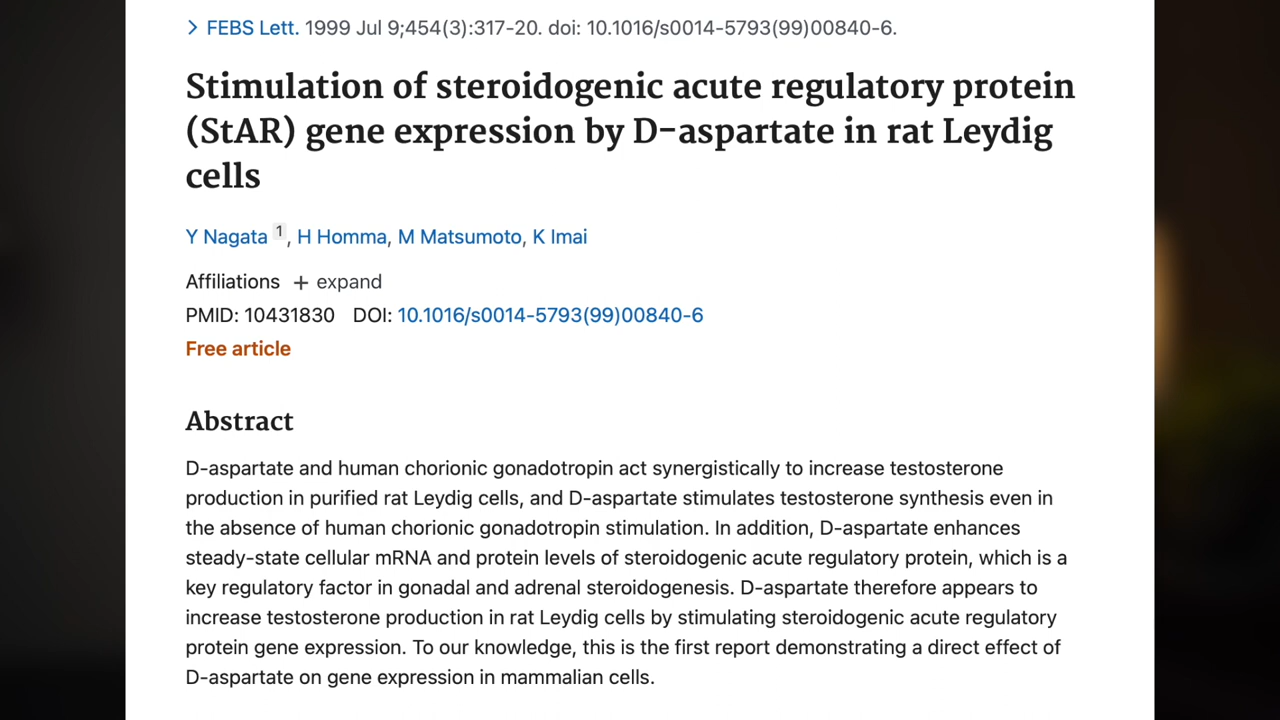 > FEBS Lett. 1999 Jul 9;454(3):317-20. doi: 10.1016/s0014-5793(99)00840-6.
Stimulation of steroidogenic acute regulatory protein
(StAR) gene expression by D-aspartate in rat Leydig
cells
Y Nagata 1, H Homma, M Matsumoto, K Imai
Affiliations + expand
PMID: 10431830 DOI: 10.1016/s0014-5793(99)00840-6
Free article
Abstract
D-aspartate and human chorionic gonadotropin act synergistically to increase testosterone
production in purified rat Leydig cells, and D-aspartate stimulates testosterone synthesis even in
the absence of human chorionic gonadotropin stimulation. In addition, D-aspartate enhances
steady-state cellular mRNA and protein levels of steroidogenic acute regulatory protein, which is a
key regulatory factor in gonadal and adrenal steroidogenesis. D-aspartate therefore appears to
increase testosterone production in rat Leydig cells by stimulating steroidogenic acute regulatory
protein gene expression. To our knowledge, this is the first report demonstrating a direct effect of
D-aspartate on gene expression in mammalian cells.